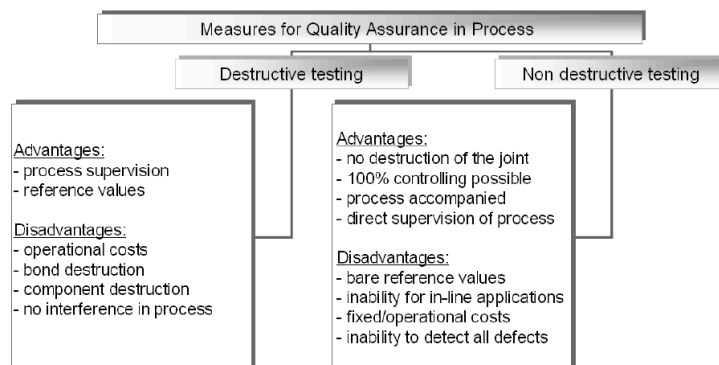 Measures for Quality Assurance in Process
Destructive testing
Non destructive testing
Advantages:
- process supervision
- reference values
Disadvantages:
- operational costs
- bond destruction
- component destruction
- no interference in process
Advantages:
- no destruction of the joint
- 100% controlling possible
- process accompanied
- direct supervision of process
Disadvantages:
- bare reference values
- inability for in-line applications
- fixed/operational costs
- inability to detect all defects